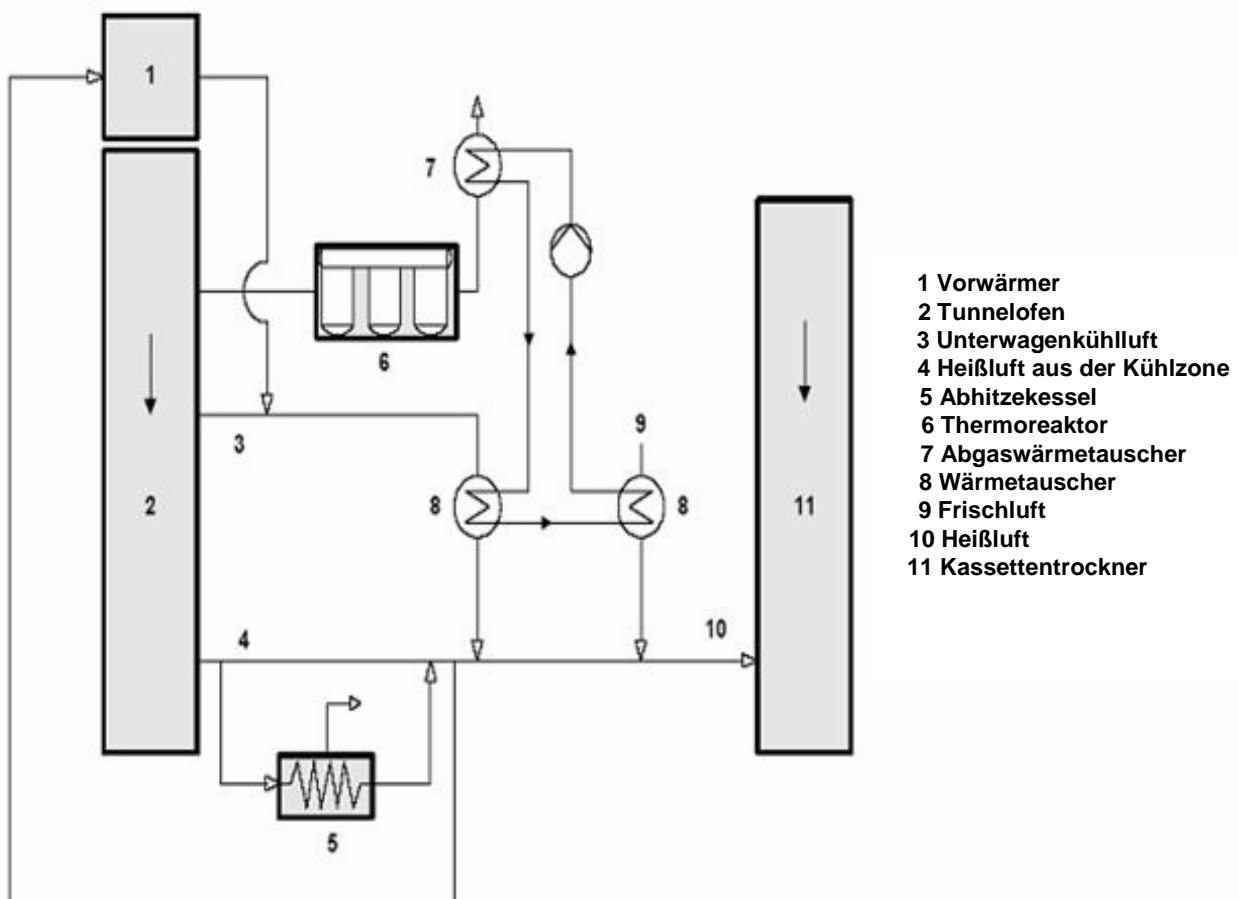 1
7
6
3
9
2
8
8
11
4
10
5
1 Vorwärmer
2 Tunnelofen
3 Unterwagenkühlluft
4 Heißluft aus der Kühlzone
5 Abhitzekessel
6 Thermoreaktor
7 Abgaswärmetauscher
8 Wärmetauscher
9 Frischluft
10 Heißluft
11 Kassettentrockner